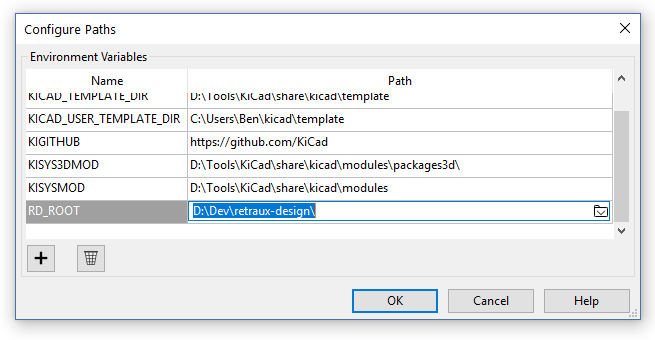 Configure Paths
Environment Variables
Name Path
KICAD_TEMPLATE_DIR D:\Tools\KiCad\share\kicad\template
KICAD_USER_TEMPLATE_DIR C:\Users\Ben\kicad\template
KIGITHUB https://github.com/KiCad
KISYS3DMOD D:\Tools\KiCad\share\kicad\modules\packages3d\
KISYSMOD D:\Tools\KiCad\share\kicad\modules
RD_ROOT D:\Dev\retraux-design\
OK Cancel Help